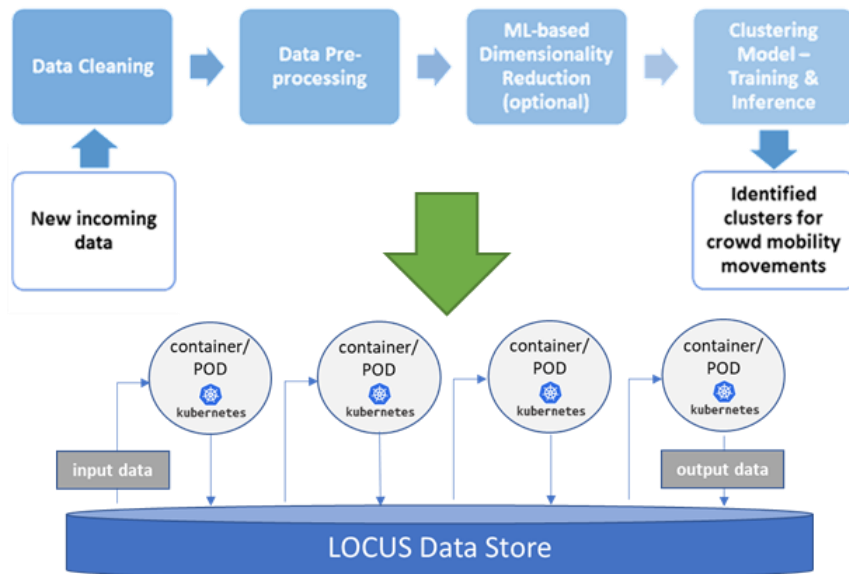 Data Cleaning
Data Pre-
processing
ML-based
Dimensionality
Reduction
(optional)
Clustering
Model –
Training &
Inference
New incoming
data
Identified
clusters for
crowd mobility
movements
container/
POD
kubernetes
container/
POD
kubernetes
container/
POD
kubernetes
container/
POD
kubernetes
input data
output data
LOCUS Data Store